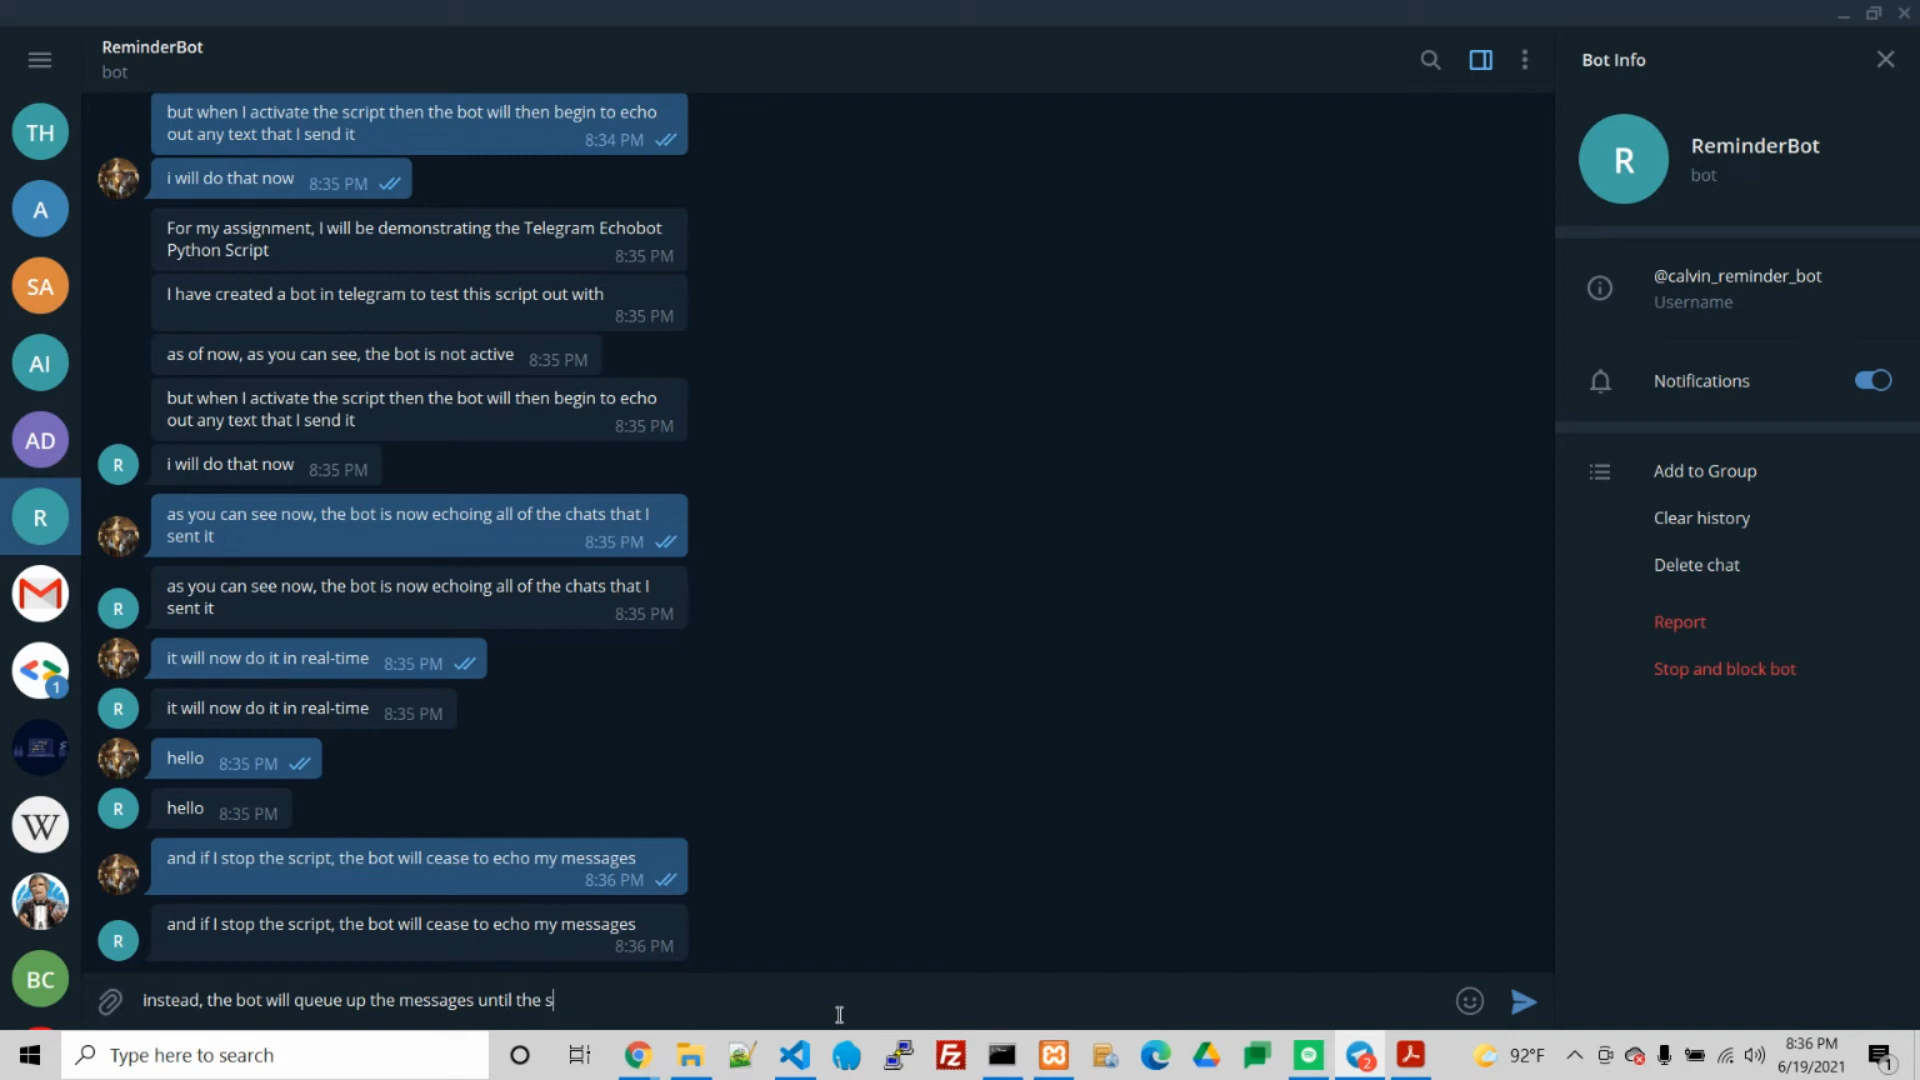 ReminderBot
bot
but when I activate the script then the bot will then begin to echo
out any text that I send it
8:34 PM
i will do that now 8:35 PM
For my assignment, I will be demonstrating the Telegram Echobot
Python Script
8:35 PM
I have created a bot in telegram to test this script out with
8:35 PM
as of now, as you can see, the bot is not active 8:35 PM
but when I activate the script then the bot will then begin to echo
out any text that I send it
8:35 PM
R
i will do that now 8:35 PM
as you can see now, the bot is now echoing all of the chats that I
sent it
8:35 PM
as you can see now, the bot is now echoing all of the chats that I
sent it
8:35 PM
R
it will now do it in real-time 8:35 PM
R
it will now do it in real-time 8:35 PM
hello 8:35 PM
R
hello 8:35 PM
and if I stop the script, the bot will cease to echo my messages
8:36 PM
and if I stop the script, the bot will cease to echo my messages
8:36 PM
R
instead, the bot will queue up the messages until the s
TH
A
SA
AI
AD
R
1
W
BC
Bot Info
R
ReminderBot
bot
@calvin_reminder_bot
Username
Notifications
Add to Group
Clear history
Delete chat
Report
Stop and block bot
Type here to search
Fz
2
92°F
8:36 PM
6/19/2021
1